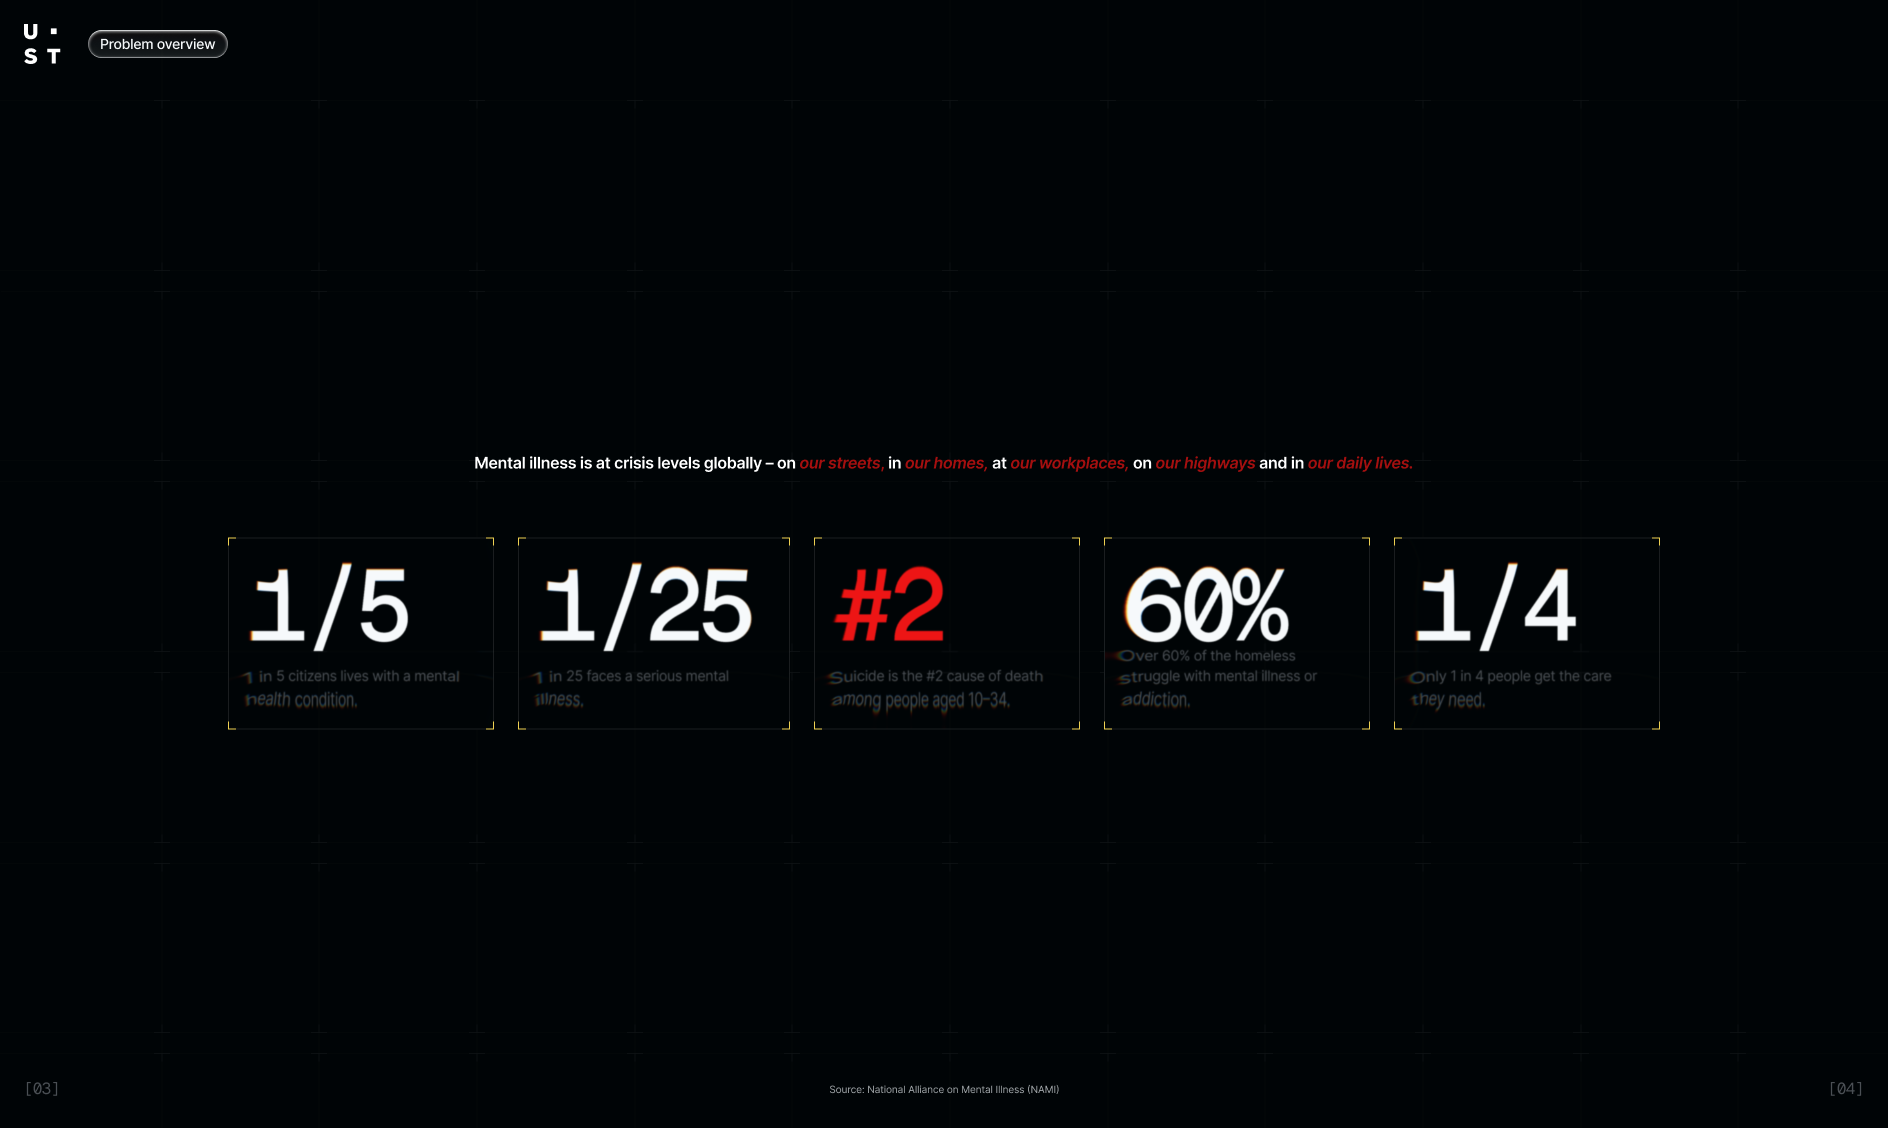 U ·
S T
Problem overview
Mental illness is at crisis levels globally – on our streets, in our homes, at our workplaces, on our highways and in our daily lives.
1/5
1 in 5 citizens lives with a mental
health condition.
1/25
1 in 25 faces a serious mental
illness.
#2
Suicide is the #2 cause of death
among people aged 10–34.
60%
Over 60% of the homeless
struggle with mental illness or
addiction.
1/4
Only 1 in 4 people get the care
they need.
[03]
Source: National Alliance on Mental Illness (NAMI)
[04]